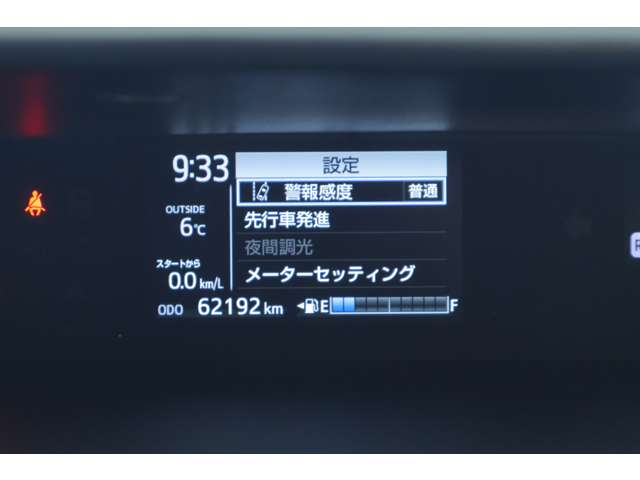 9:33
設定
警報感度 普通
OUTSIDE
6℃
先行車発進
夜間調光
スタートから
0.0 km/L
メーターセッティング
ODO 62192 km
E F
R